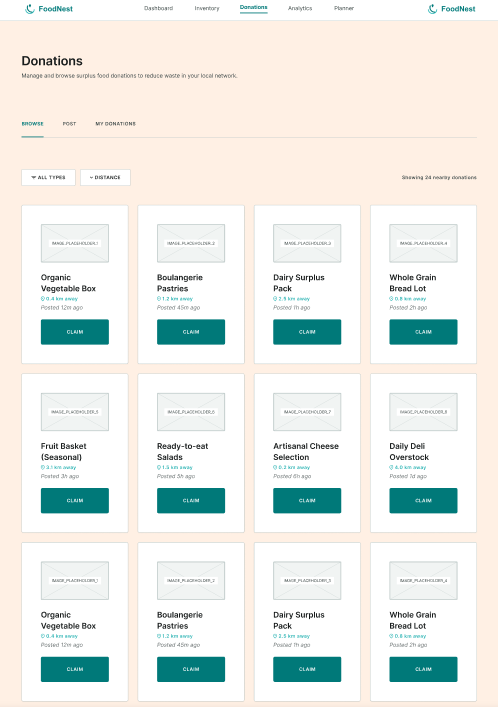 FoodNest
Dashboard
Inventory
Donations
Analytics
Planner
FoodNest
Donations
Manage and browse surplus food donations to reduce waste in your local network.
BROWSE
POST
MY DONATIONS
ALL TYPES
DISTANCE
Showing 24 nearby donations
IMAGE_PLACEHOLDER_1
Organic
Vegetable Box
0.4 km away
Posted 12m ago
CLAIM
IMAGE_PLACEHOLDER_2
Boulangerie
Pastries
1.2 km away
Posted 45m ago
CLAIM
IMAGE_PLACEHOLDER_3
Dairy Surplus
Pack
2.5 km away
Posted 1h ago
CLAIM
IMAGE_PLACEHOLDER_4
Whole Grain
Bread Lot
0.8 km away
Posted 2h ago
CLAIM
IMAGE_PLACEHOLDER_5
Fruit Basket
(Seasonal)
3.1 km away
Posted 3h ago
CLAIM
IMAGE_PLACEHOLDER_6
Ready-to-eat
Salads
1.5 km away
Posted 5h ago
CLAIM
IMAGE_PLACEHOLDER_7
Artisanal Cheese
Selection
0.2 km away
Posted 6h ago
CLAIM
IMAGE_PLACEHOLDER_8
Daily Deli
Overstock
4.0 km away
Posted 1d ago
CLAIM
IMAGE_PLACEHOLDER_1
Organic
Vegetable Box
0.4 km away
Posted 12m ago
CLAIM
IMAGE_PLACEHOLDER_2
Boulangerie
Pastries
1.2 km away
Posted 45m ago
CLAIM
IMAGE_PLACEHOLDER_3
Dairy Surplus
Pack
2.5 km away
Posted 1h ago
CLAIM
IMAGE_PLACEHOLDER_4
Whole Grain
Bread Lot
0.8 km away
Posted 2h ago
CLAIM